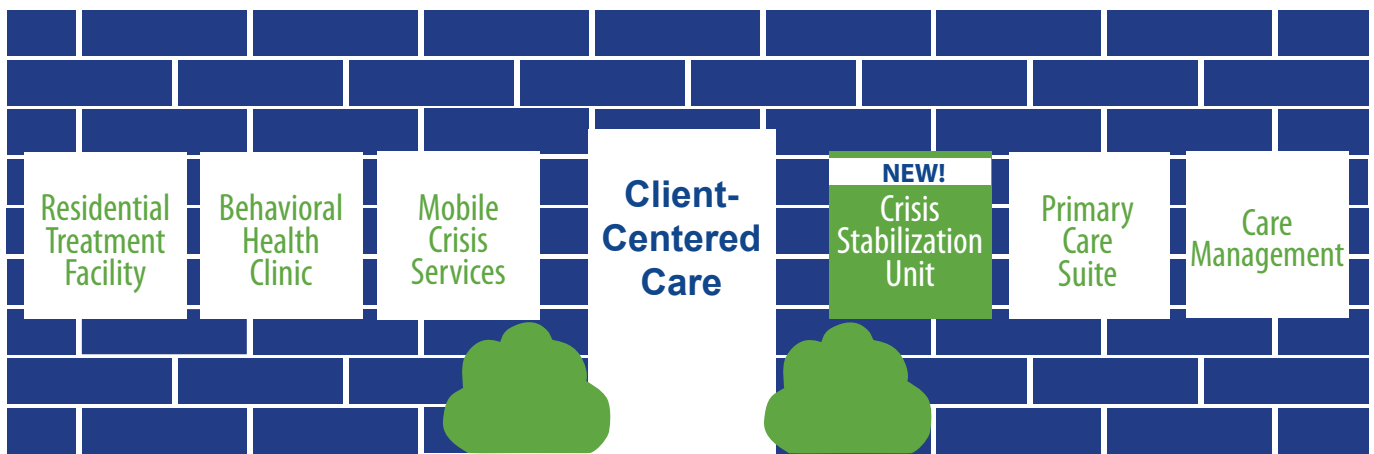 Residential
Treatment
Facility
Behavioral
Health
Clinic
Mobile
Crisis
Services
Client-
Centered
Care
NEW!
Crisis
Stabilization
Unit
Primary
Care
Suite
Care
Management